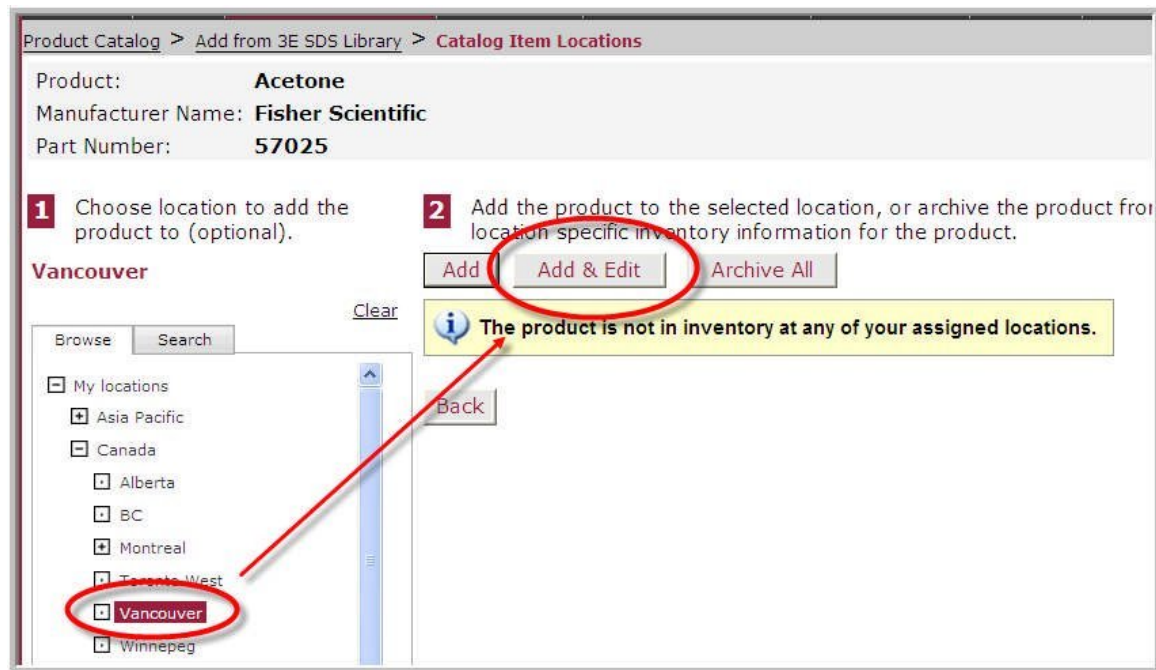 Product Catalog > Add from 3E SDS Library > Catalog Item Locations
Product: Acetone
Manufacturer Name: Fisher Scientific
Part Number: 57025
1 Choose location to add the
product to (optional).
Vancouver
Clear
Browse Search
My locations
Asia Pacific
Canada
Alberta
BC
Montreal
Toronto West
Vancouver
Winnepeg
2 Add the product to the selected location, or archive the product from
location specific inventory information for the product.
Add Add & Edit Archive All
The product is not in inventory at any of your assigned locations.
Back